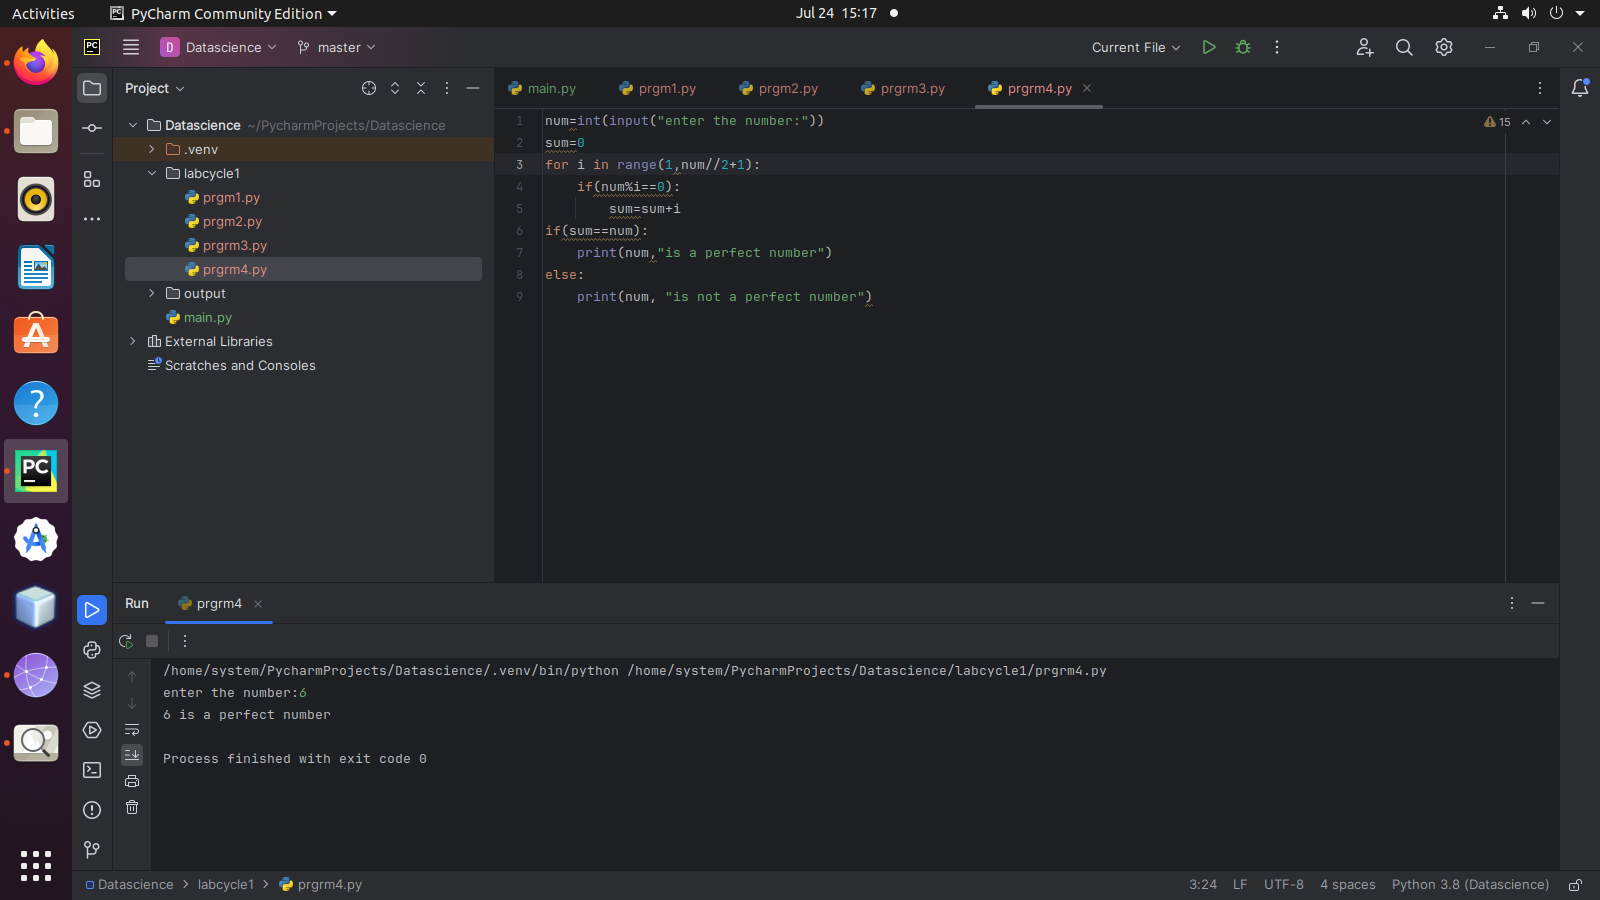 Activities PyCharm Community Edition Jul 24 15:17
PC D Datascience master Current File
Project main.py prgm1.py prgm2.py prgrm3.py prgrm4.py
Datascience ~/PycharmProjects/Datascience
.venv
labcycle1
prgm1.py
prgm2.py
prgrm3.py
prgrm4.py
output
main.py
External Libraries
Scratches and Consoles
1 num=int(input("enter the number:"))
2 sum=0
3 for i in range(1,num//2+1):
4 if(num%i==0):
5 sum=sum+i
6 if(sum==num):
7 print(num,"is a perfect number")
8 else:
9 print(num, "is not a perfect number")
15
PC
Run prgrm4
/home/system/PycharmProjects/Datascience/.venv/bin/python /home/system/PycharmProjects/Datascience/labcycle1/prgrm4.py
enter the number:6
6 is a perfect number
Process finished with exit code 0
Datascience labcycle1 prgrm4.py 3:24 LF UTF-8 4 spaces Python 3.8 (Datascience)